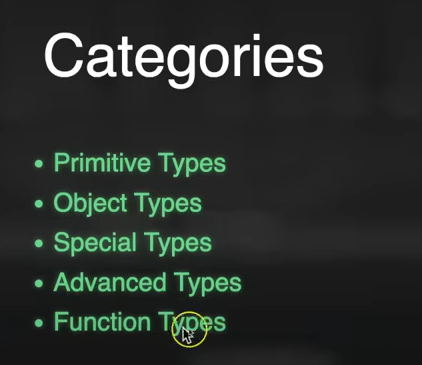 Categories
• Primitive Types
• Object Types
• Special Types
• Advanced Types
• Function Types